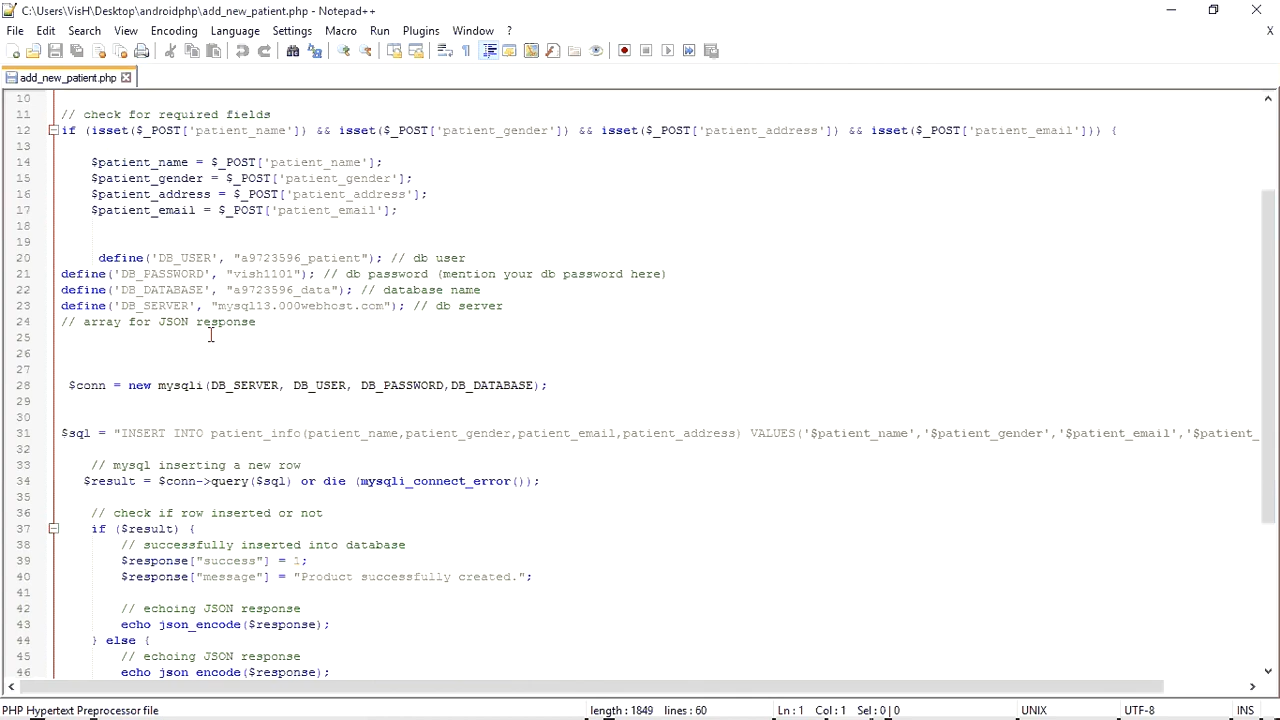 C:\Users\VisH\Desktop\androidphp\add_new_patient.php - Notepad++
File Edit Search View Encoding Language Settings Macro Run Plugins Window ? X
add_new_patient.php
10
11 // check for required fields
12 if (isset($_POST['patient_name']) && isset($_POST['patient_gender']) && isset($_POST['patient_address']) && isset($_POST['patient_email'])) {
13
14 $patient_name = $_POST['patient_name'];
15 $patient_gender = $_POST['patient_gender'];
16 $patient_address = $_POST['patient_address'];
17 $patient_email = $_POST['patient_email'];
18
19
20 define('DB_USER', "a9723596_patient"); // db user
21 define('DB_PASSWORD', "vish1101"); // db password (mention your db password here)
22 define('DB_DATABASE', "a9723596_data"); // database name
23 define('DB_SERVER', "mysql3.000webhost.com"); // db server
24 // array for JSON response
25
26
27
28 $conn = new mysqli(DB_SERVER, DB_USER, DB_PASSWORD,DB_DATABASE);
29
30
31 $sql = "INSERT INTO patient_info(patient_name,patient_gender,patient_email,patient_address) VALUES('$patient_name','$patient_gender','$patient_email','$patient_
32
33 // mysql inserting a new row
34 $result = $conn->query($sql) or die (mysqli_connect_error());
35
36 // check if row inserted or not
37 if ($result) {
38 // successfully inserted into database
39 $response["success"] = 1;
40 $response["message"] = "Product successfully created.";
41
42 // echoing JSON response
43 echo json_encode($response);
44 } else {
45 // echoing JSON response
46 echo json_encode($response);
PHP Hypertext Preprocessor file length : 1849 lines : 60 Ln : 1 Col : 1 Sel : 0 | 0 UNIX UTF-8 INS